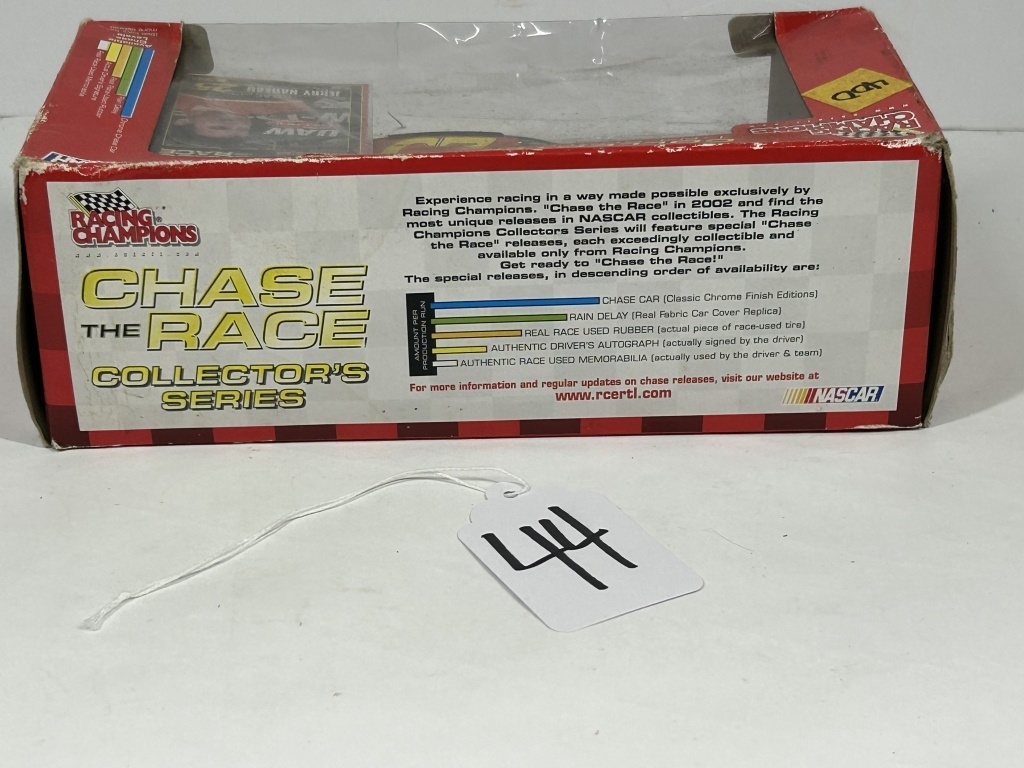 JERRY NADEAU
25
UAW
400
RACING
CHAMPIONS
CHASE
THE RACE
COLLECTOR'S
SERIES
Experience racing in a way made possible exclusively by
Racing Champions. "Chase the Race" in 2002 and find the
most unique releases in NASCAR collectibles. The Racing
Champions Collectors Series will feature special "Chase
the Race" releases, each exceedingly collectible and
available only from Racing Champions.
Get ready to "Chase the Race!"
The special releases, in descending order of availability are:
AMOUNT PER
PRODUCTION RUN
CHASE CAR (Classic Chrome Finish Editions)
RAIN DELAY (Real Fabric Car Cover Replica)
REAL RACE USED RUBBER (actual piece of race-used tire)
AUTHENTIC DRIVER'S AUTOGRAPH (actually signed by the driver)
AUTHENTIC RACE USED MEMORABILIA (actually used by the driver & team)
For more information and regular updates on chase releases, visit our website at
www.rcertl.com
NASCAR
44